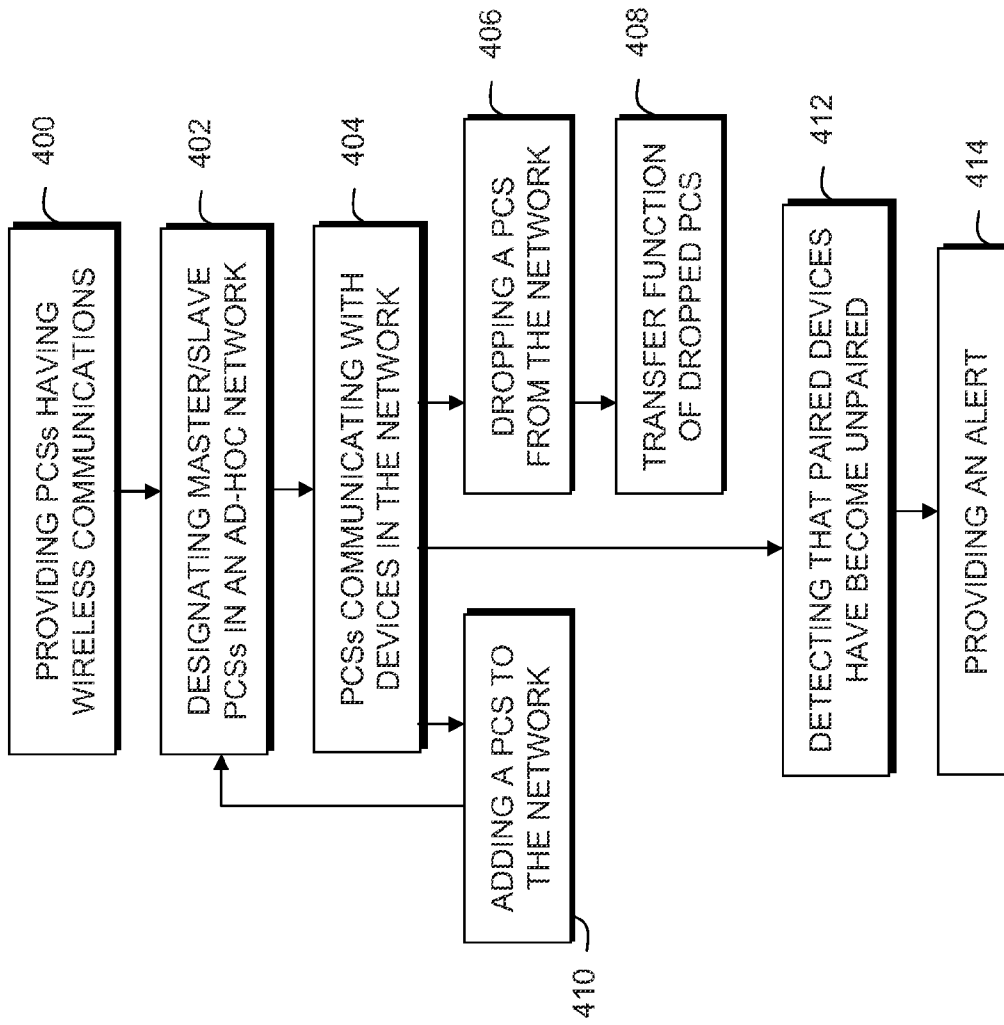 PROVIDING PCSs HAVING
WIRELESS COMMUNICATIONS
400
DESIGNATING MASTER/SLAVE
PCSs IN AN AD-HOC NETWORK
402
PCSs COMMUNICATING WITH
DEVICES IN THE NETWORK
404
ADDING A PCS TO
THE NETWORK
410
DROPPING A PCS
FROM THE NETWORK
406
TRANSFER FUNCTION
OF DROPPED PCS
408
DETECTING THAT PAIRED DEVICES
HAVE BECOME UNPAIRED
412
PROVIDING AN ALERT
414